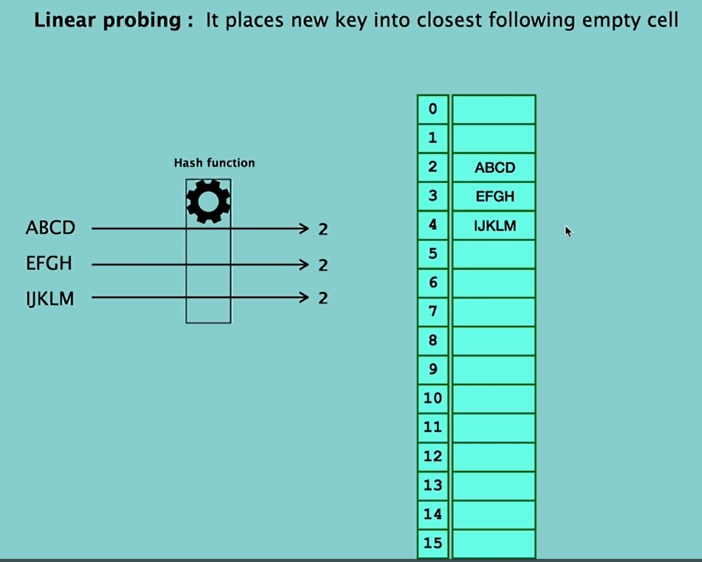 Linear probing : It places new key into closest following empty cell
Hash function
ABCD 2
EFGH 2
IJKLM 2
0
1
2 ABCD
3 EFGH
4 IJKLM
5
6
7
8
9
10
11
12
13
14
15